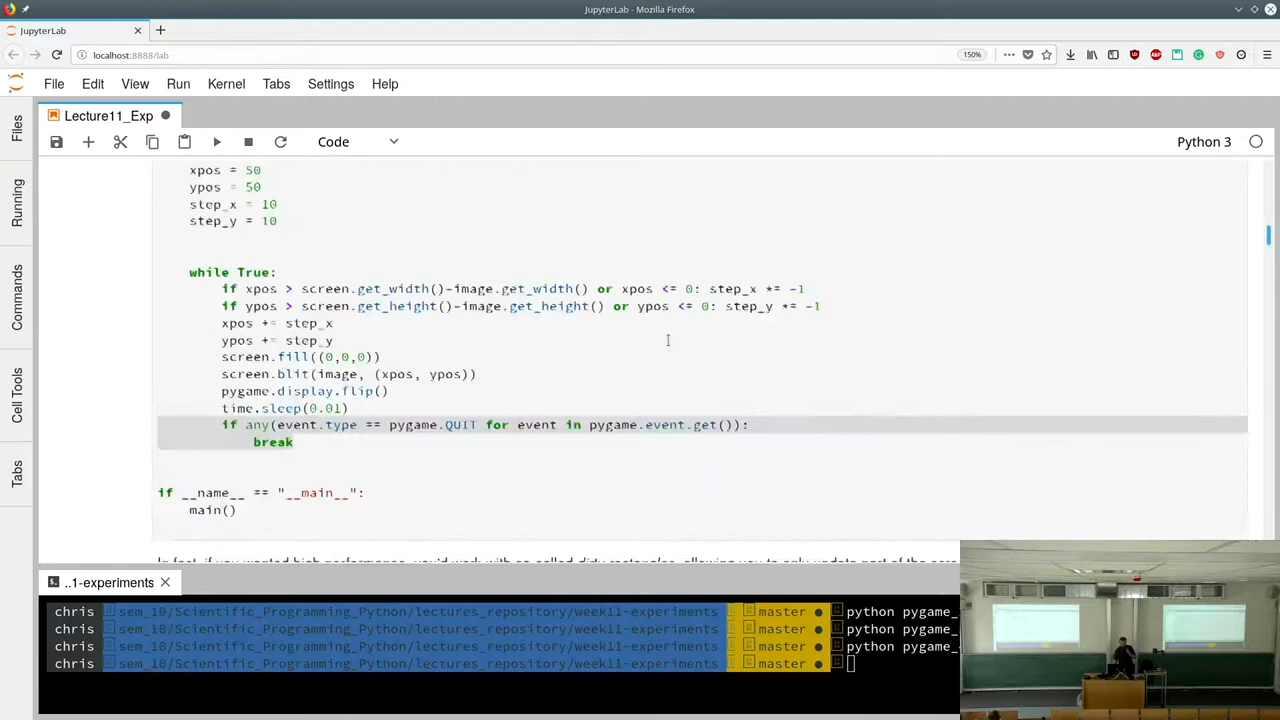 JupyterLab - Mozilla Firefox
JupyterLab
localhost:8888/lab
150%
File Edit View Run Kernel Tabs Settings Help
Lecture11_Exp
Code
Python 3
Files
Running
Commands
Cell Tools
Tabs
xpos = 50
ypos = 50
step_x = 10
step_y = 10
while True:
if xpos > screen.get_width()-image.get_width() or xpos <= 0: step_x *= -1
if ypos > screen.get_height()-image.get_height() or ypos <= 0: step_y *= -1
xpos += step_x
ypos += step_y
screen.fill((0,0,0))
screen.blit(image, (xpos, ypos))
pygame.display.flip()
time.sleep(0.01)
if any(event.type == pygame.QUIT for event in pygame.event.get()):
break
if __name__ == "__main__":
main()
..1-experiments
chris sem_10/Scientific_Programming_Python/lectures_repository/week11-experiments master ● python pygame_
chris sem_10/Scientific_Programming_Python/lectures_repository/week11-experiments master ● python pygame_
chris sem_10/Scientific_Programming_Python/lectures_repository/week11-experiments master ● python pygame_
chris sem_10/Scientific_Programming_Python/lectures_repository/week11-experiments master ●